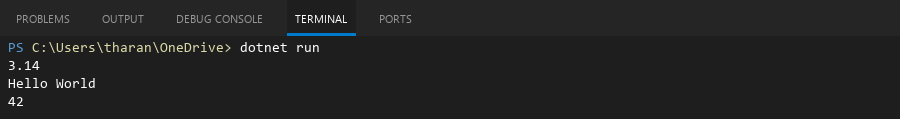 PROBLEMS OUTPUT DEBUG CONSOLE TERMINAL PORTS
PS C:\Users\tharan\OneDrive> dotnet run
3.14
Hello World
42